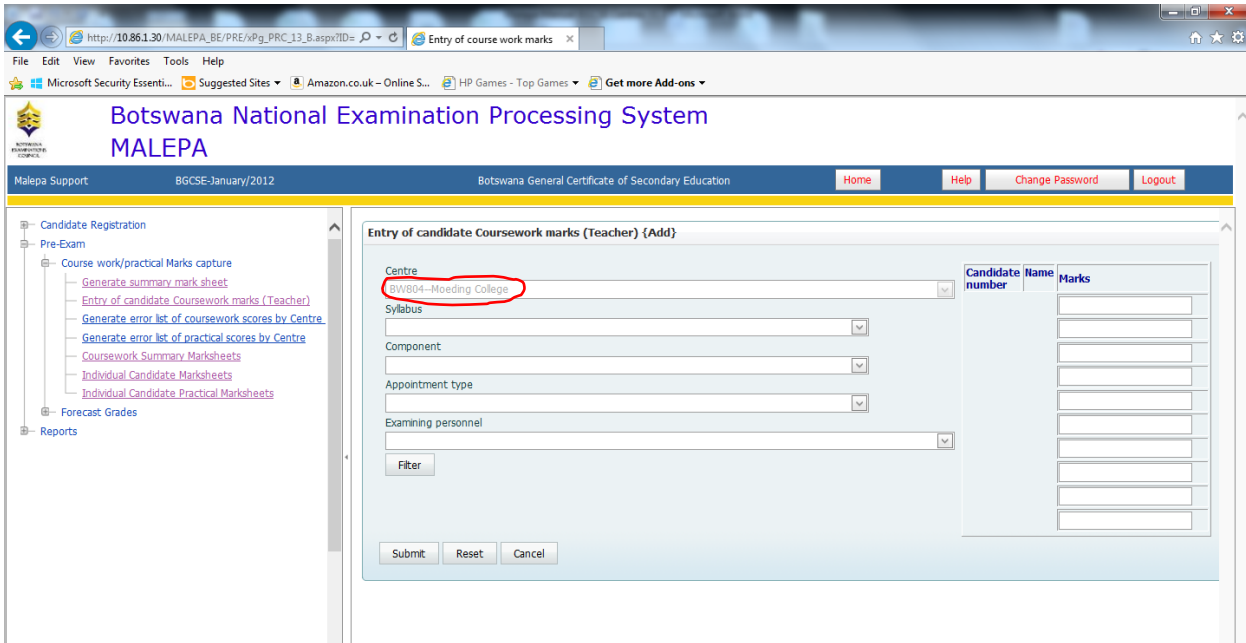 http://10.86.1.30/MALEPA_BE/PRE/xPg_PRC_13_B.aspx?ID=
Entry of course work marks
File Edit View Favorites Tools Help
Microsoft Security Essenti... Suggested Sites Amazon.co.uk – Online S... HP Games - Top Games Get more Add-ons
BOTSWANA
EXAMINATIONS
COUNCIL
Botswana National Examination Processing System
MALEPA
Malepa Support BGCSE-January/2012 Botswana General Certificate of Secondary Education Home Help Change Password Logout
Candidate Registration
Pre-Exam
Course work/practical Marks capture
Generate summary mark sheet
Entry of candidate Coursework marks (Teacher)
Generate error list of coursework scores by Centre
Generate error list of practical scores by Centre
Coursework Summary Marksheets
Individual Candidate Marksheets
Individual Candidate Practical Marksheets
Forecast Grades
Reports
Entry of candidate Coursework marks (Teacher) {Add}
Centre
BW804--Moeding College
Syllabus
Component
Appointment type
Examining personnel
Filter
Submit Reset Cancel
Candidate number Name Marks